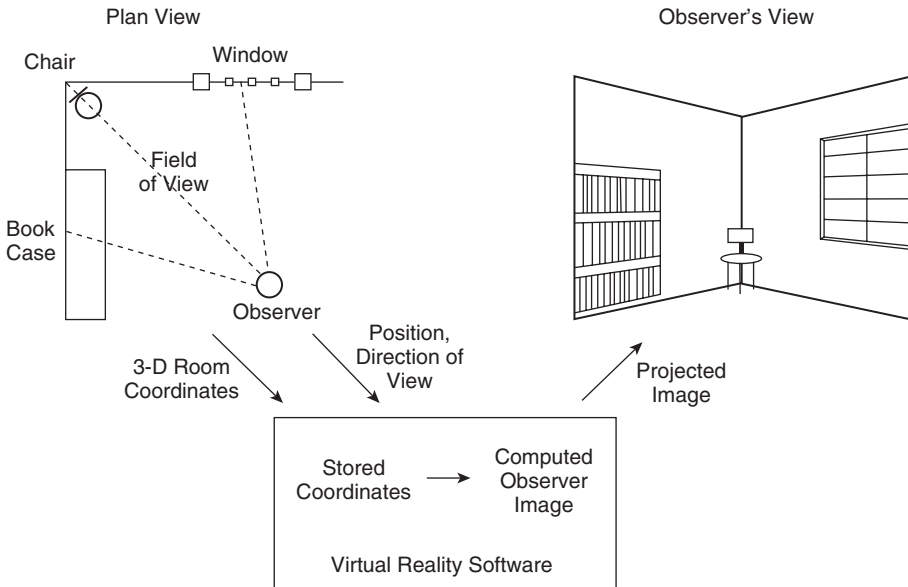 Plan View
Observer's View
Chair
Window
Field
of View
Book
Case
Observer
3-D Room
Coordinates
Position,
Direction of
View
Projected
Image
Stored
Coordinates
Computed
Observer
Image
Virtual Reality Software